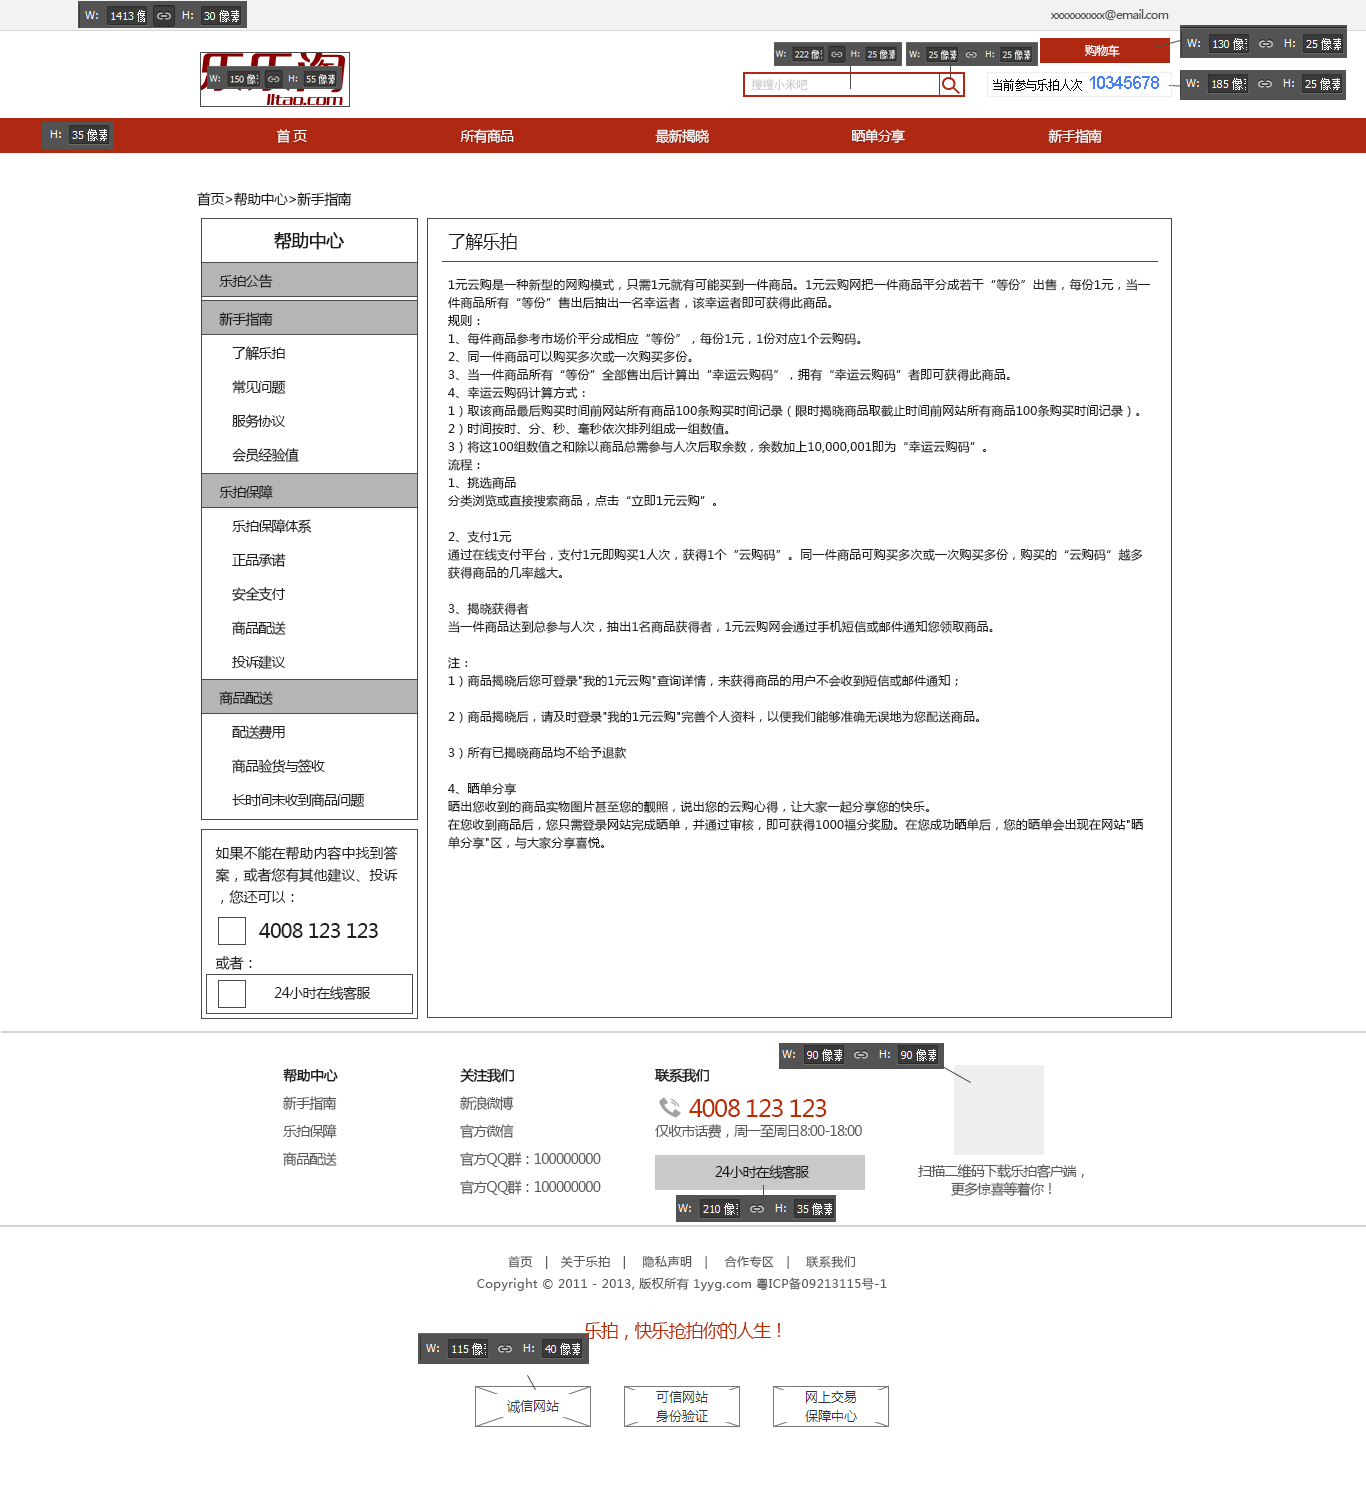 W: 1413 像 H: 30 像素
xxxxxxxxxx@email.com
W: 222 像 H: 25 像素
W: 25 像素 H: 25 像素
购物车
W: 130 像 H: 25 像素
乐乐淘
W: 150 像 H: 55 像素
lltao.com
搜搜小米吧
当前参与乐拍人次 10345678
W: 185 像 H: 25 像素
H: 35 像素
首 页
所有商品
最新揭晓
晒单分享
新手指南
首页>帮助中心>新手指南
帮助中心
乐拍公告
新手指南
了解乐拍
常见问题
服务协议
会员经验值
乐拍保障
乐拍保障体系
正品承诺
安全支付
商品配送
投诉建议
商品配送
配送费用
商品验货与签收
长时间未收到商品问题
如果不能在帮助内容中找到答
案，或者您有其他建议、投诉
，您还可以：
4008 123 123
或者：
24小时在线客服
了解乐拍
1元云购是一种新型的网购模式，只需1元就有可能买到一件商品。1元云购网把一件商品平分成若干“等份”出售，每份1元，当一
件商品所有“等份”售出后抽出一名幸运者，该幸运者即可获得此商品。
规则：
1、每件商品参考市场价平分成相应“等份”，每份1元，1份对应1个云购码。
2、同一件商品可以购买多次或一次购买多份。
3、当一件商品所有“等份”全部售出后计算出“幸运云购码”，拥有“幸运云购码”者即可获得此商品。
4、幸运云购码计算方式：
1）取该商品最后购买时间前网站所有商品100条购买时间记录（限时揭晓商品取截止时间前网站所有商品100条购买时间记录）。
2）时间按时、分、秒、毫秒依次排列组成一组数值。
3）将这100组数值之和除以商品总需参与人次后取余数，余数加上10,000,001即为“幸运云购码”。
流程：
1、挑选商品
分类浏览或直接搜索商品，点击“立即1元云购”。
2、支付1元
通过在线支付平台，支付1元即购买1人次，获得1个“云购码”。同一件商品可购买多次或一次购买多份，购买的“云购码”越多
获得商品的几率越大。
3、揭晓获得者
当一件商品达到总参与人次，抽出1名商品获得者，1元云购网会通过手机短信或邮件通知您领取商品。
注：
1）商品揭晓后您可登录"我的1元云购"查询详情，未获得商品的用户不会收到短信或邮件通知；
2）商品揭晓后，请及时登录"我的1元云购"完善个人资料，以便我们能够准确无误地为您配送商品。
3）所有已揭晓商品均不给予退款
4、晒单分享
晒出您收到的商品实物图片甚至您的靓照，说出您的云购心得，让大家一起分享您的快乐。
在您收到商品后，您只需登录网站完成晒单，并通过审核，即可获得1000福分奖励。在您成功晒单后，您的晒单会出现在网站"晒
单分享"区，与大家分享喜悦。
帮助中心
新手指南
乐拍保障
商品配送
关注我们
新浪微博
官方微信
官方QQ群：100000000
官方QQ群：100000000
联系我们
4008 123 123
仅收市话费，周一至周日8:00-18:00
24小时在线客服
W: 210 像 H: 35 像素
W: 90 像素 H: 90 像素
扫描二维码下载乐拍客户端，
更多惊喜等着你！
首页 | 关于乐拍 | 隐私声明 | 合作专区 | 联系我们
Copyright © 2011 - 2013, 版权所有 1yyg.com 粤ICP备09213115号-1
乐拍，快乐抢拍你的人生！
W: 115 像 H: 40 像素
诚信网站
可信网站
身份验证
网上交易
保障中心